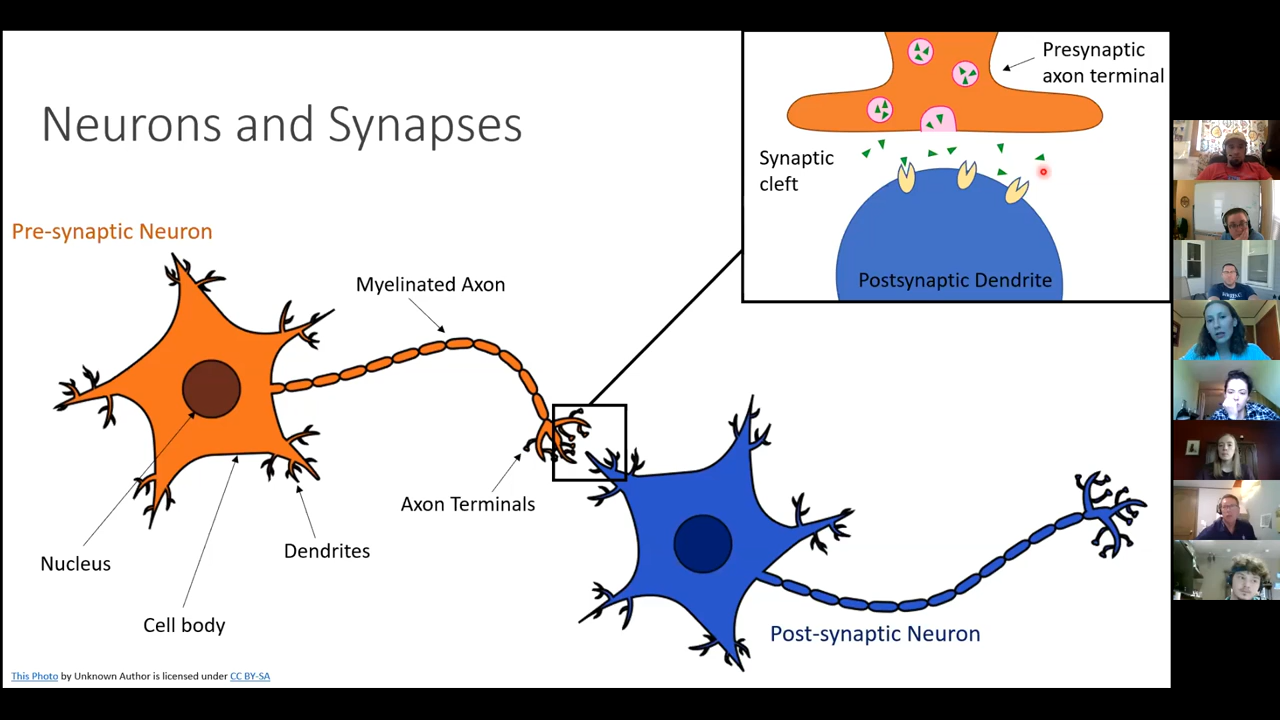 Neurons and Synapses
Pre-synaptic Neuron
Myelinated Axon
Axon Terminals
Dendrites
Nucleus
Cell body
Post-synaptic Neuron
Presynaptic
axon terminal
Synaptic
cleft
Postsynaptic Dendrite
This Photo by Unknown Author is licensed under CC BY-SA